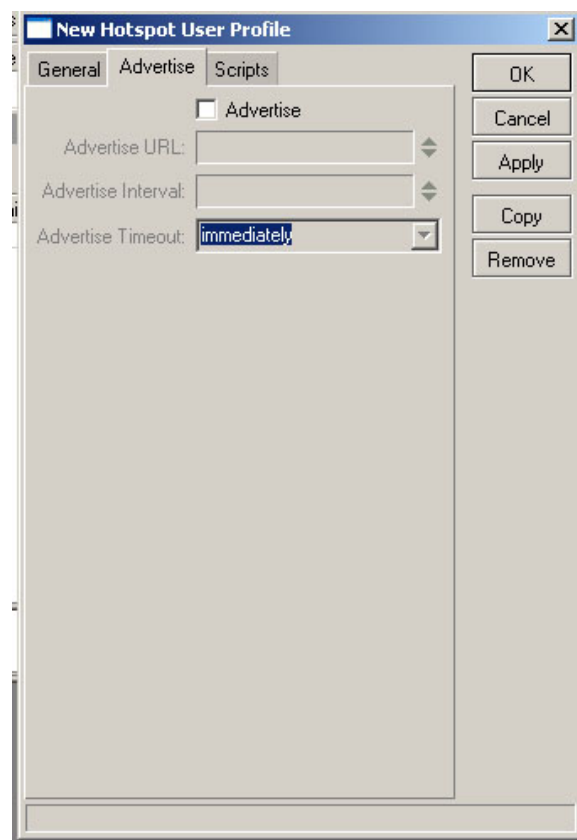 New Hotspot User Profile
General Advertise Scripts
OK
Advertise
Cancel
Advertise URL:
Apply
Advertise Interval:
Copy
Advertise Timeout: immediately
Remove